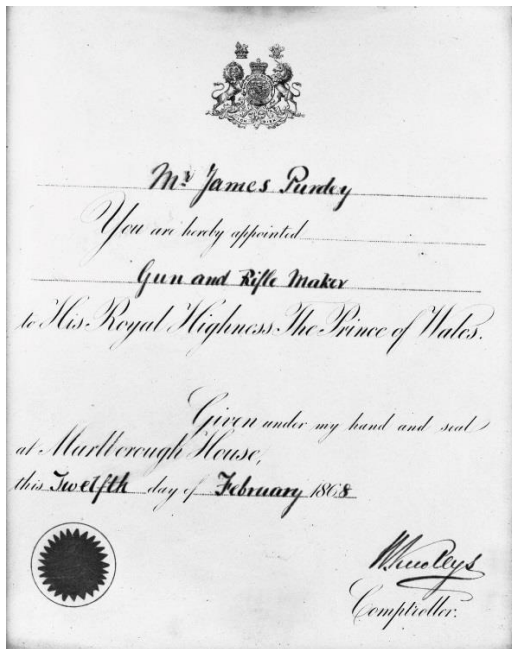 Mr James Purdey
You are hereby appointed
Gun and Rifle Maker
to His Royal Highness The Prince of Wales.
Given under my hand and seal
at Marlborough House,
this Twelfth day of February 1868
Comptroller.